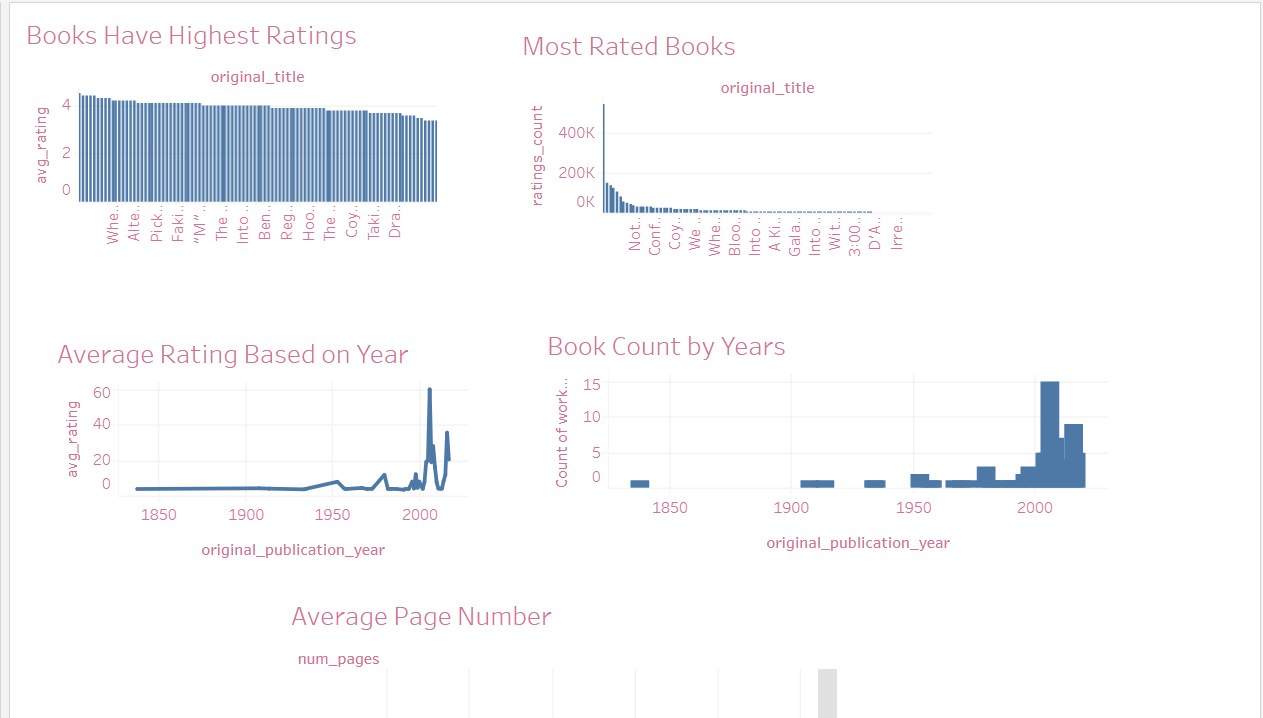 Books Have Highest Ratings
original_title
avg_rating
4
2
0
Whe..
Alte..
Pick..
Faki..
"M" ..
The ..
Into ..
Ben..
Reg..
Hoo..
The ..
Coy..
Taki..
Dra..
Most Rated Books
original_title
ratings_count
400K
200K
0K
Not..
Conf..
Coy..
We ..
Whe..
Bloo..
Into ..
A Ki..
Gala..
Into ..
Wit..
3:00..
D'A..
Irre..
Average Rating Based on Year
avg_rating
60
40
20
0
1850 1900 1950 2000
original_publication_year
Book Count by Years
Count of work...
15
10
5
0
1850 1900 1950 2000
original_publication_year
Average Page Number
num_pages